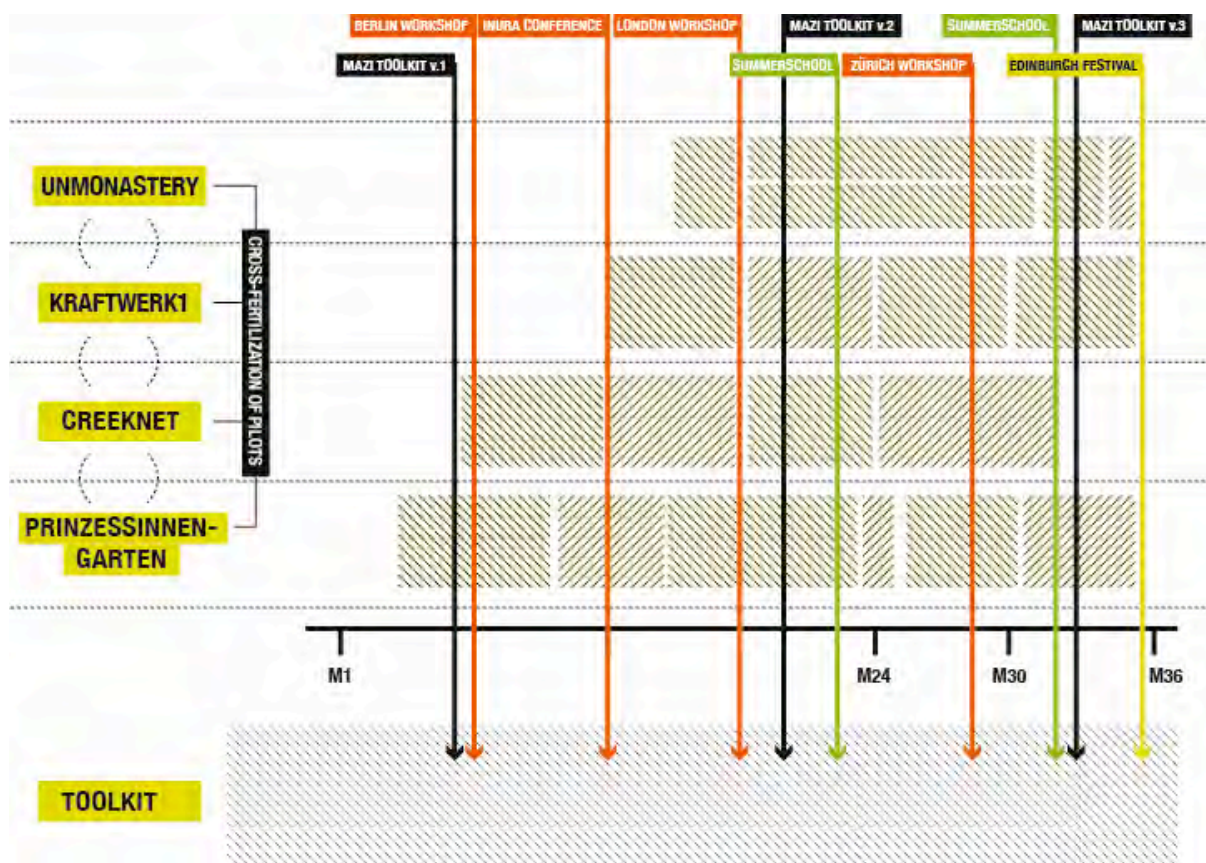 BERLIN WORKSHOP
INURA CONFERENCE
LONDON WORKSHOP
MAZI TOOLKIT v.2
SUMMERSCHOOL
MAZI TOOLKIT v.3
MAZI TOOLKIT v.1
SUMMERSCHOOL
ZÜRICH WORKSHOP
EDINBURGH FESTIVAL
UNMONASTERY
KRAFTWERK1
CREEKNET
PRINZESSINNEN-
GARTEN
CROSS-FERTILIZATION OF PILOTS
M1
M24
M30
M36
TOOLKIT